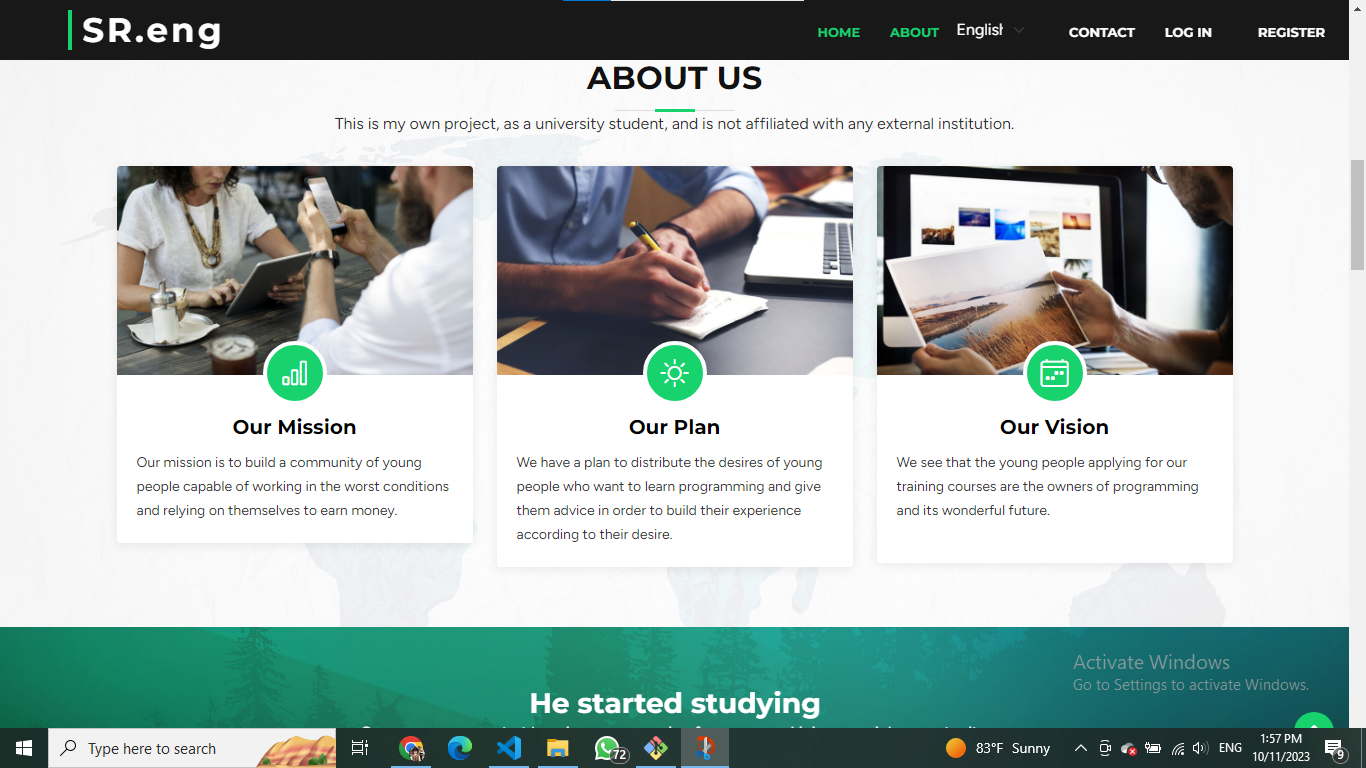 SR.eng
HOME ABOUT English CONTACT LOG IN REGISTER
ABOUT US
This is my own project, as a university student, and is not affiliated with any external institution.
Our Mission
Our mission is to build a community of young
people capable of working in the worst conditions
and relying on themselves to earn money.
Our Plan
We have a plan to distribute the desires of young
people who want to learn programming and give
them advice in order to build their experience
according to their desire.
Our Vision
We see that the young people applying for our
training courses are the owners of programming
and its wonderful future.
Activate Windows
Go to Settings to activate Windows.
He started studying
Type here to search
72
83°F Sunny
ENG
1:57 PM
10/11/2023
9